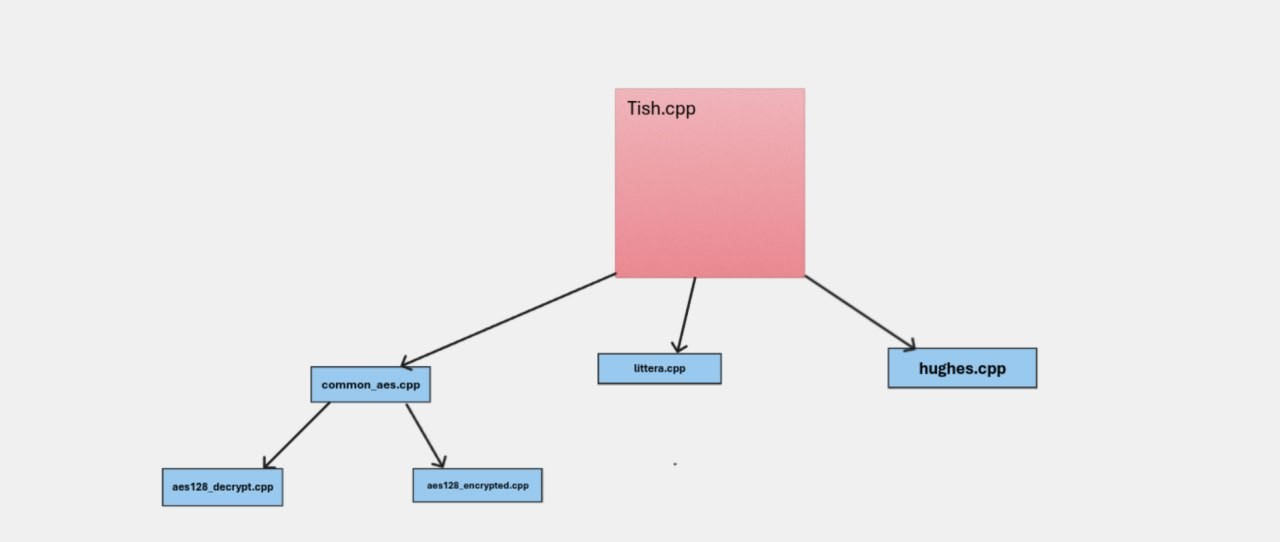 Tish.cpp
common_aes.cpp
littera.cpp
hughes.cpp
aes128_decrypt.cpp
aes128_encrypted.cpp